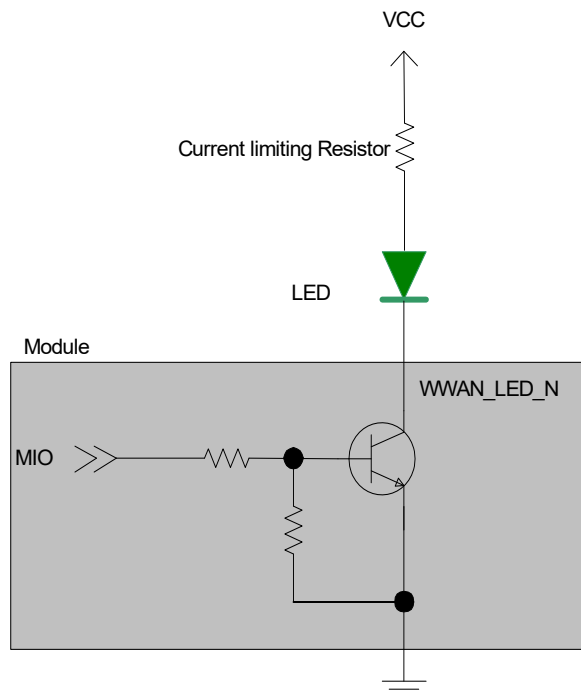 VCC
Current limiting Resistor
LED
Module
WWAN_LED_N
MIO